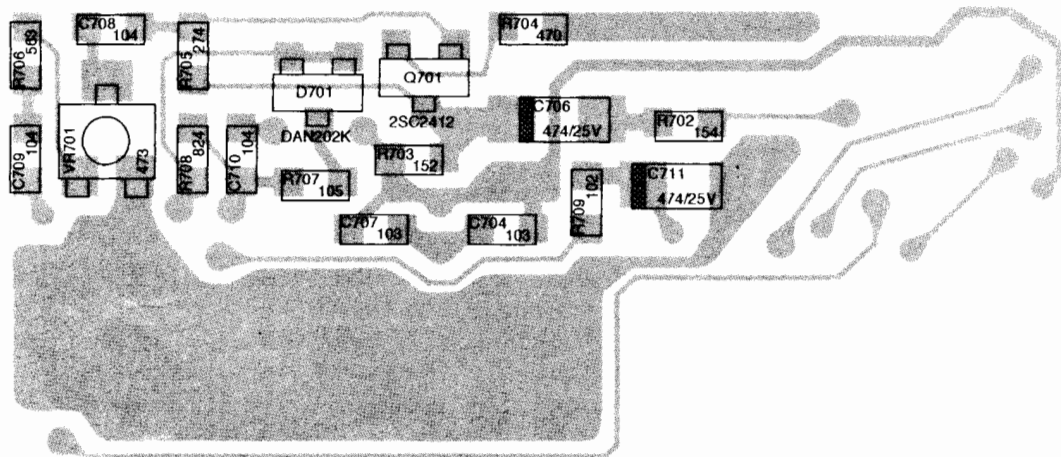 R706
563
C708
104
R705
274
D701
DAN202K
Q701
2SC2412
R704
470
C706
474/25V
R702
154
C709
104
VR701
473
R708
824
C710
104
R707
105
R703
152
R709
102
C711
474/25V
C707
103
C704
103